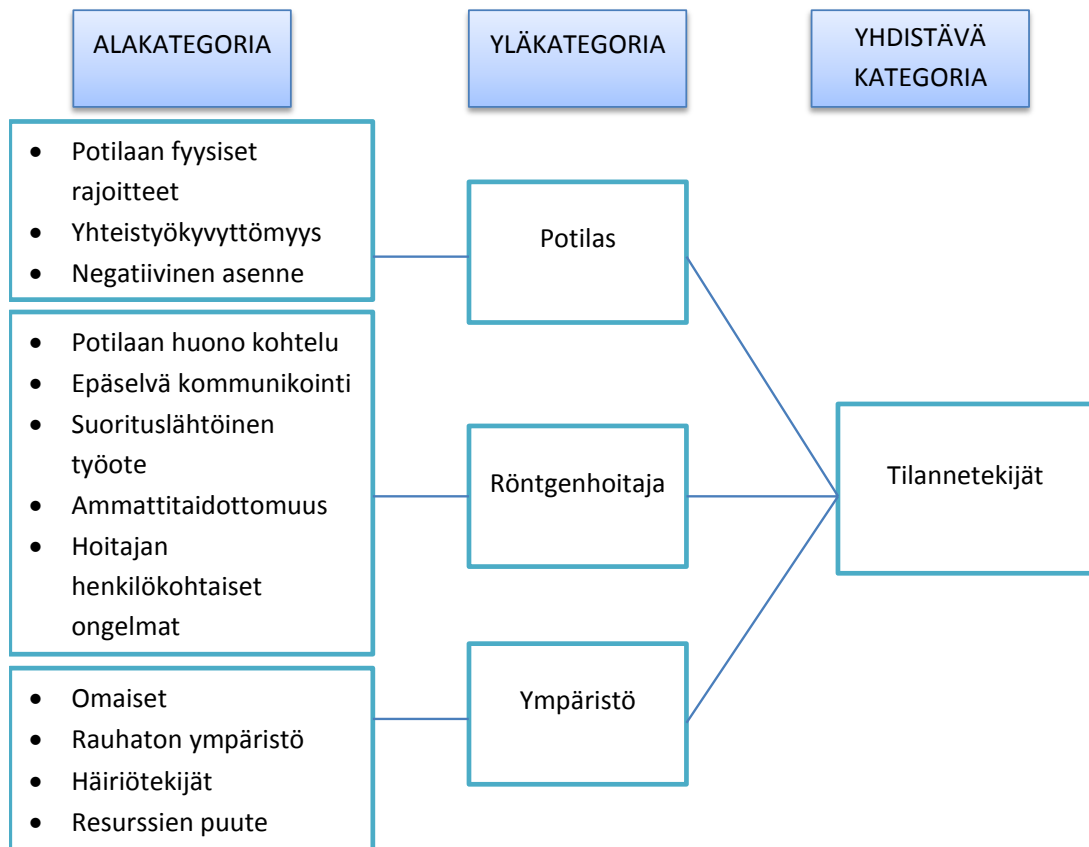 ALAKATEGORIA
YLÄKATEGORIA
YHDISTÄVÄ
KATEGORIA
• Potilaan fyysiset
rajoitteet
• Yhteistyökyvyttömyys
• Negatiivinen asenne
Potilas
• Potilaan huono kohtelu
• Epäselvä kommunikointi
• Suorituslähtöinen
työote
• Ammattitaidottomuus
• Hoitajan
henkilökohtaiset
ongelmat
Röntgenhoitaja
Tilannetekijät
• Omaiset
• Rauhaton ympäristö
• Häiriötekijät
• Resurssien puute
Ympäristö